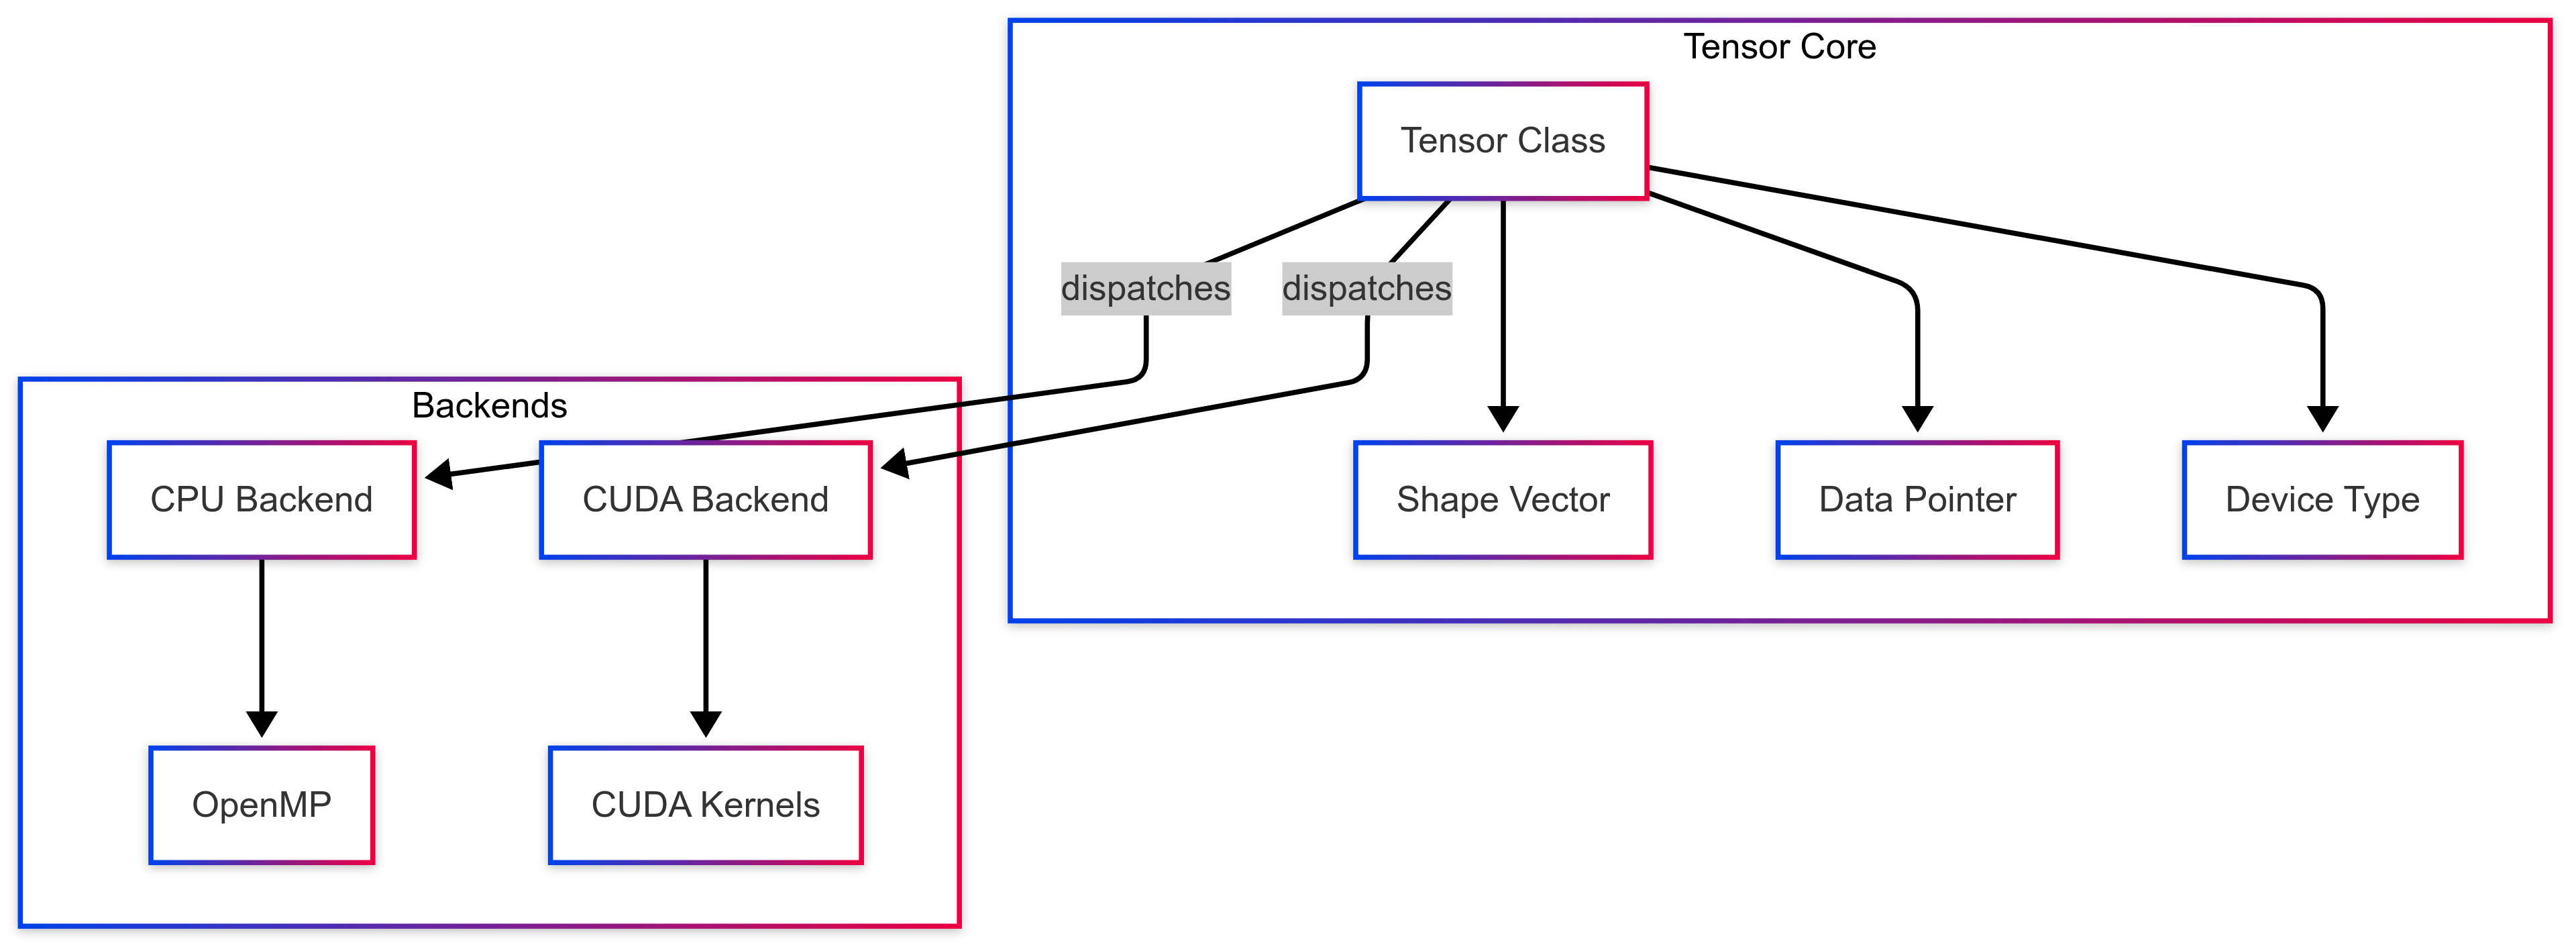 Tensor Core
Tensor Class
dispatches
dispatches
Backends
CPU Backend
CUDA Backend
Shape Vector
Data Pointer
Device Type
OpenMP
CUDA Kernels